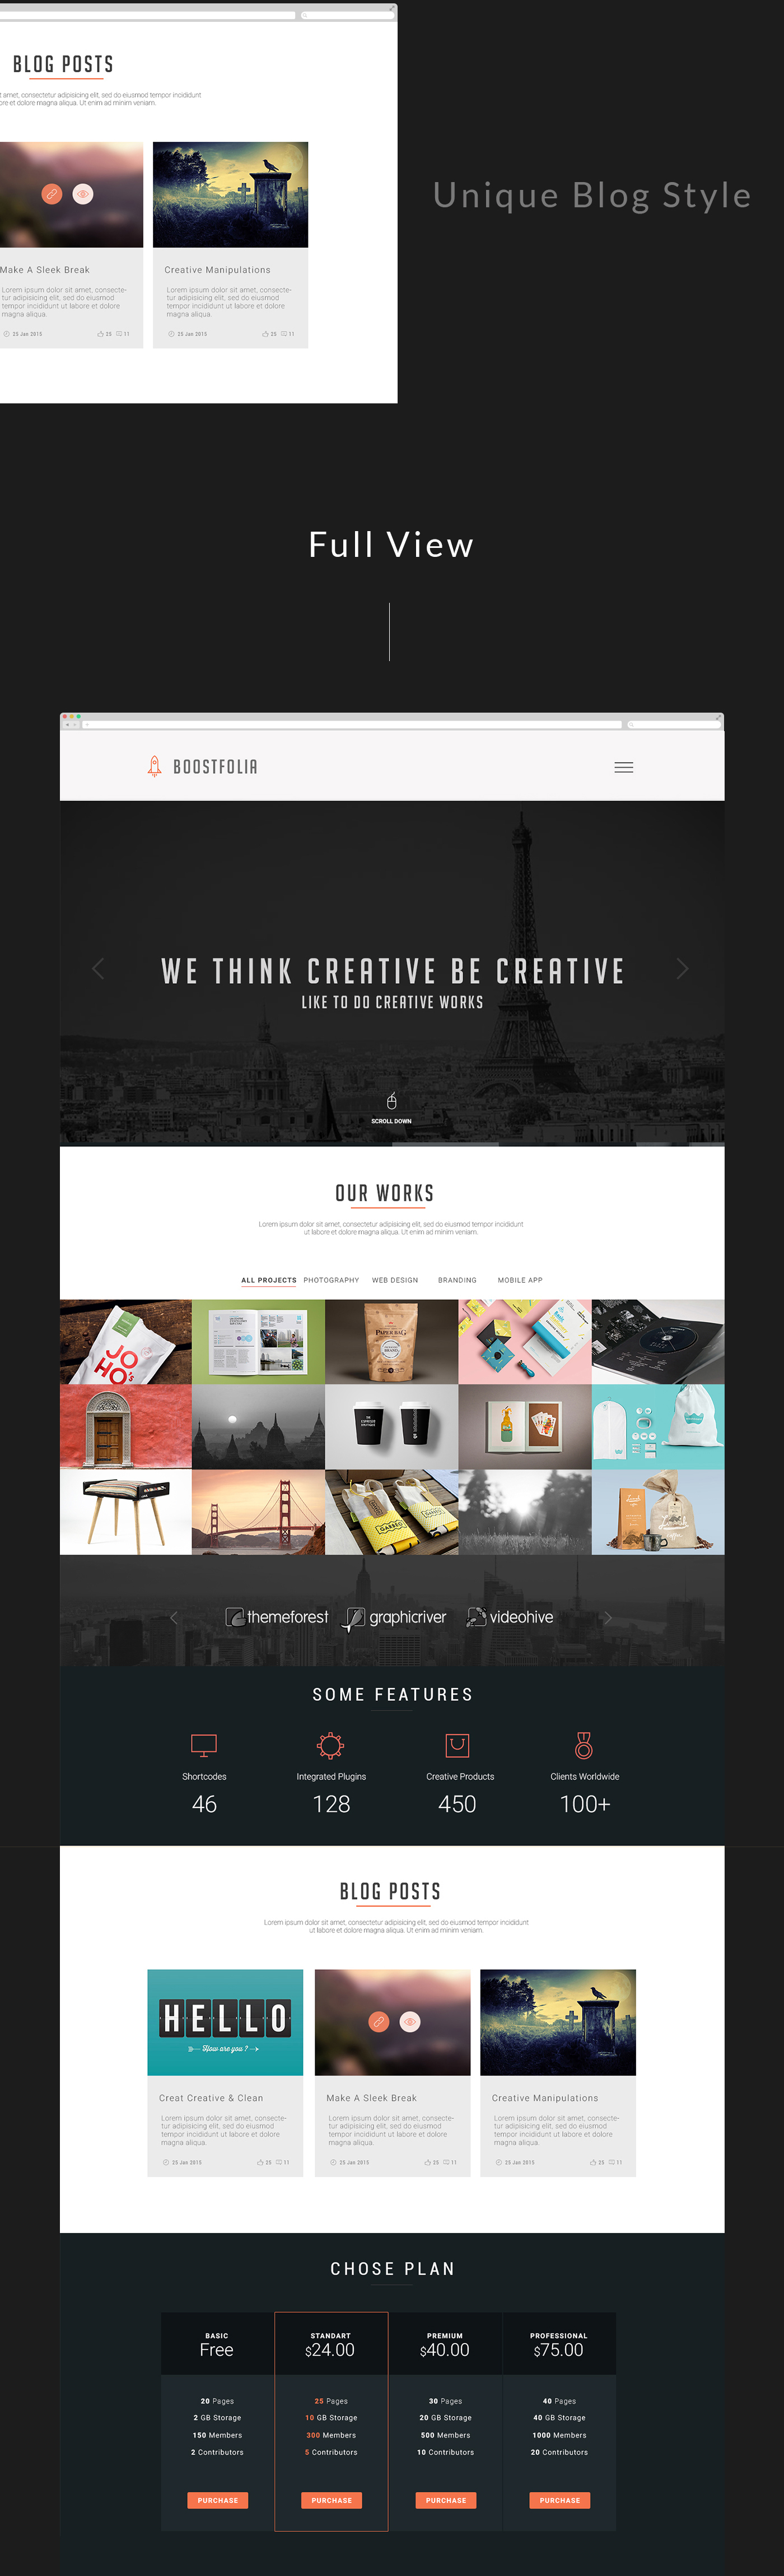 BLOG POSTS
amet, consectetur adipisicing elit, sed do eiusmod tempor incididunt
ore et dolore magna aliqua. Ut enim ad minim veniam.
Make A Sleek Break
Lorem ipsum dolor sit amet, consecte-
tur adipisicing elit, sed do eiusmod
tempor incididunt ut labore et dolore
magna aliqua.
25 Jan 2015 25 11
Creative Manipulations
Lorem ipsum dolor sit amet, consecte-
tur adipisicing elit, sed do eiusmod
tempor incididunt ut labore et dolore
magna aliqua.
25 Jan 2015 25 11
Unique Blog Style
Full View
BOOSTFOLIA
WE THINK CREATIVE BE CREATIVE
LIKE TO DO CREATIVE WORKS
SCROLL DOWN
OUR WORKS
Lorem ipsum dolor sit amet, consectetur adipisicing elit, sed do eiusmod tempor incididunt
ut labore et dolore magna aliqua. Ut enim ad minim veniam.
ALL PROJECTS PHOTOGRAPHY WEB DESIGN BRANDING MOBILE APP
JO
HO's
PAPER BAG
themeforest graphicriver videohive
SOME FEATURES
Shortcodes Integrated Plugins Creative Products Clients Worldwide
46 128 450 100+
BLOG POSTS
Lorem ipsum dolor sit amet, consectetur adipisicing elit, sed do eiusmod tempor incididunt
ut labore et dolore magna aliqua. Ut enim ad minim veniam.
HELLO
How are you ?
Creat Creative & Clean
Lorem ipsum dolor sit amet, consecte-
tur adipisicing elit, sed do eiusmod
tempor incididunt ut labore et dolore
magna aliqua.
25 Jan 2015 25 11
Make A Sleek Break
Lorem ipsum dolor sit amet, consecte-
tur adipisicing elit, sed do eiusmod
tempor incididunt ut labore et dolore
magna aliqua.
25 Jan 2015 25 11
Creative Manipulations
Lorem ipsum dolor sit amet, consecte-
tur adipisicing elit, sed do eiusmod
tempor incididunt ut labore et dolore
magna aliqua.
25 Jan 2015 25 11
CHOSE PLAN
BASIC
Free
20 Pages
2 GB Storage
150 Members
2 Contributors
PURCHASE
STANDART
$24.00
25 Pages
10 GB Storage
300 Members
5 Contributors
PURCHASE
PREMIUM
$40.00
30 Pages
20 GB Storage
500 Members
10 Contributors
PURCHASE
PROFESSIONAL
$75.00
40 Pages
40 GB Storage
1000 Members
20 Contributors
PURCHASE